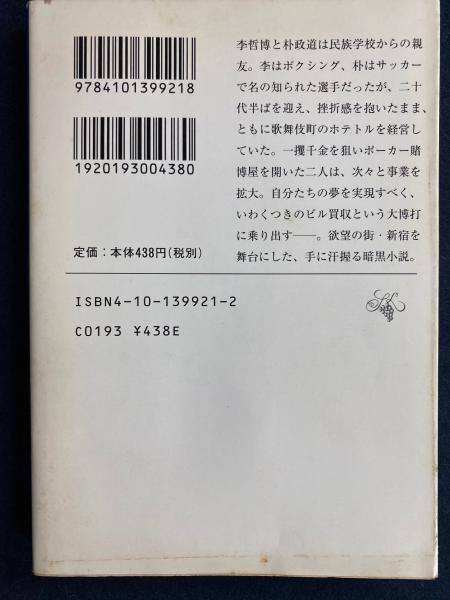 李哲博と朴政道は民族学校からの親
友。李はボクシング、朴はサッカー
で名の知られた選手だったが、二十
代半ばを迎え、挫折感を抱いたまま、
ともに歌舞伎町のホテトルを経営し
ていた。一攫千金を狙いポーカー賭
博屋を開いた二人は、次々と事業を
拡大。自分たちの夢を実現すべく、
いわくつきのビル買収という大博打
に乗り出す――。欲望の街・新宿を
舞台にした、手に汗握る暗黒小説。
9784101399218
1920193004380
定価：本体438円(税別)
ISBN4-10-139921-2
C0193 ¥438E